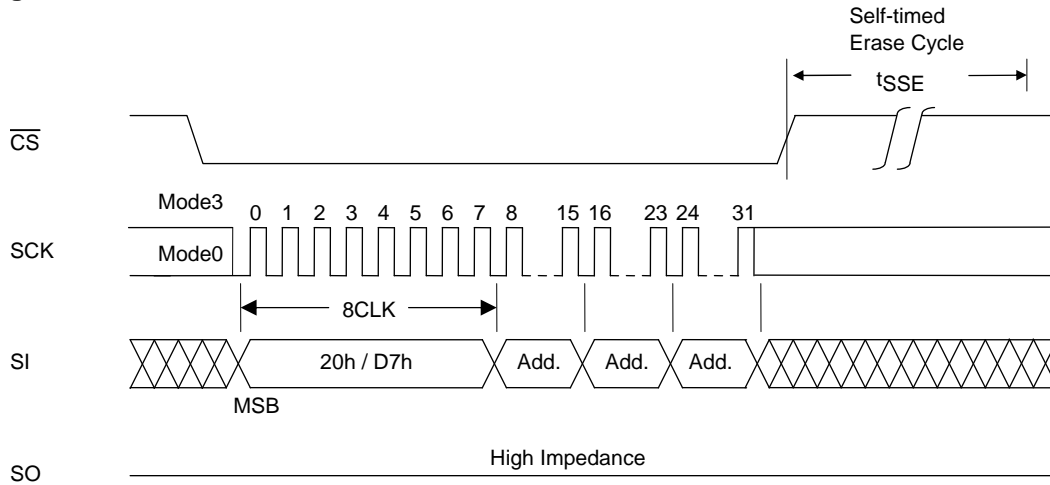 Self-timed
Erase Cycle
tSSE
CS
Mode3
0 1 2 3 4 5 6 7 8 15 16 23 24 31
SCK
Mode0
8CLK
SI
20h / D7h
Add.
Add.
Add.
MSB
High Impedance
SO